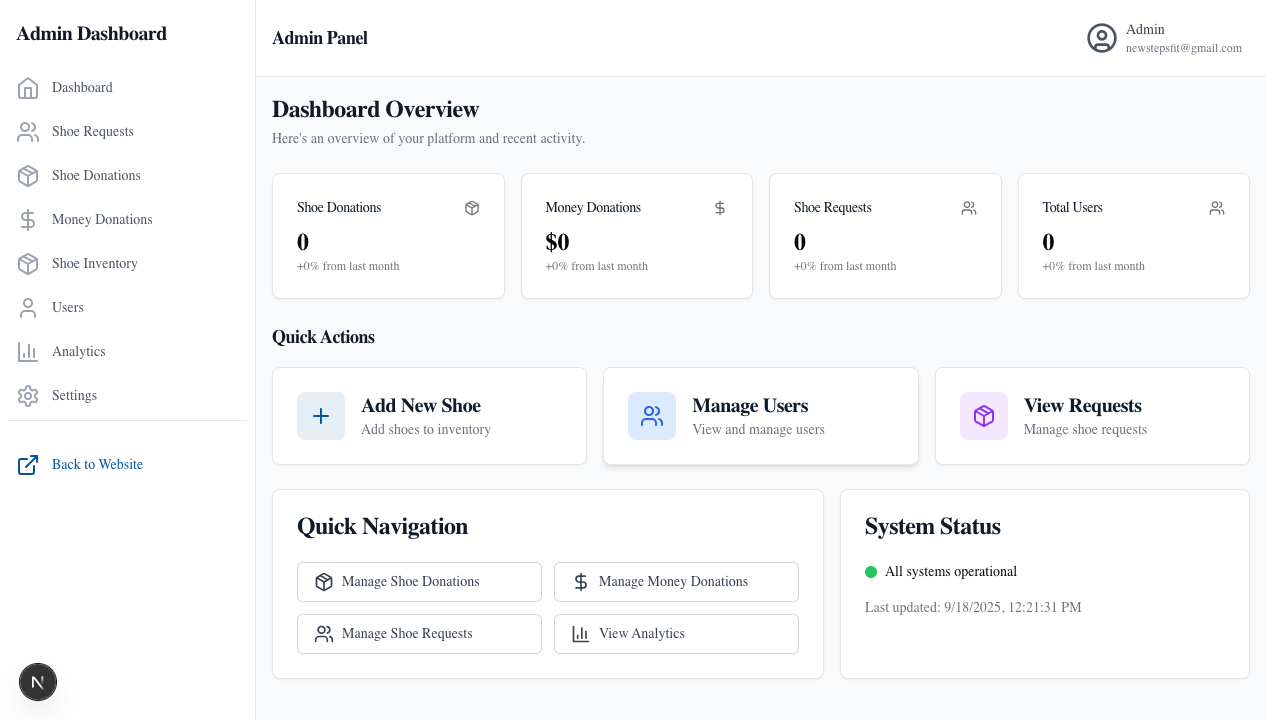 Admin Dashboard
Dashboard
Shoe Requests
Shoe Donations
Money Donations
Shoe Inventory
Users
Analytics
Settings
Back to Website
N
Admin Panel
Admin
newstepsfit@gmail.com
Dashboard Overview
Here's an overview of your platform and recent activity.
Shoe Donations
0
+0% from last month
Money Donations
$0
+0% from last month
Shoe Requests
0
+0% from last month
Total Users
0
+0% from last month
Quick Actions
Add New Shoe
Add shoes to inventory
Manage Users
View and manage users
View Requests
Manage shoe requests
Quick Navigation
Manage Shoe Donations
Manage Money Donations
Manage Shoe Requests
View Analytics
System Status
All systems operational
Last updated: 9/18/2025, 12:21:31 PM